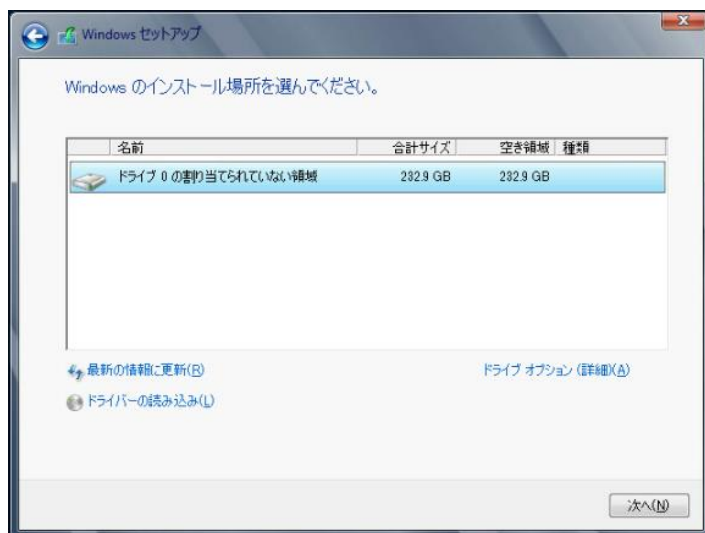 Windows セットアップ
Windows のインストール場所を選んでください。
名前 合計サイズ 空き領域 種類
ドライブ 0 の割り当てられていない領域 232.9 GB 232.9 GB
最新の情報に更新(R) ドライブ オプション (詳細)(A)
ドライバーの読み込み(L)
次へ(N)